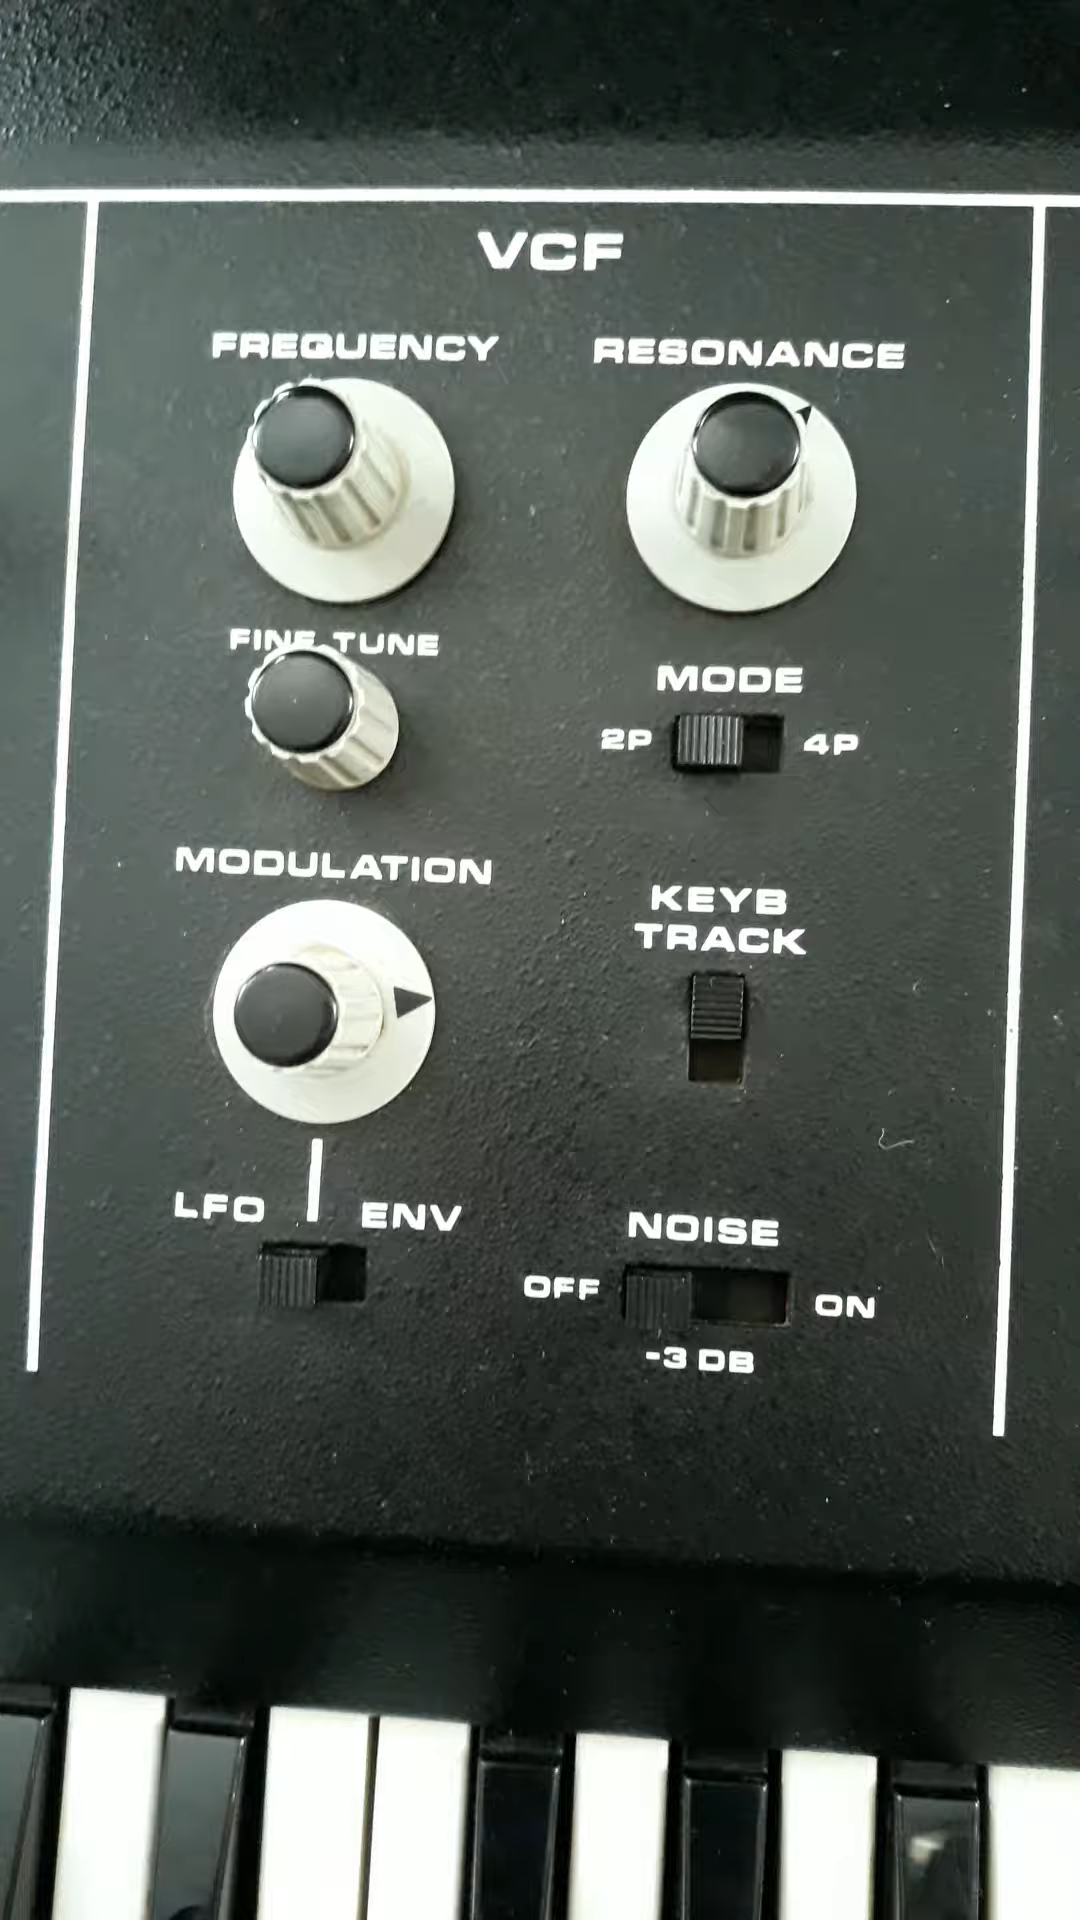 VCF
FREQUENCY RESONANCE
FINE TUNE
MODE
2P 4P
MODULATION
KEYB
TRACK
LFO ENV
NOISE
OFF ON
-3 DB